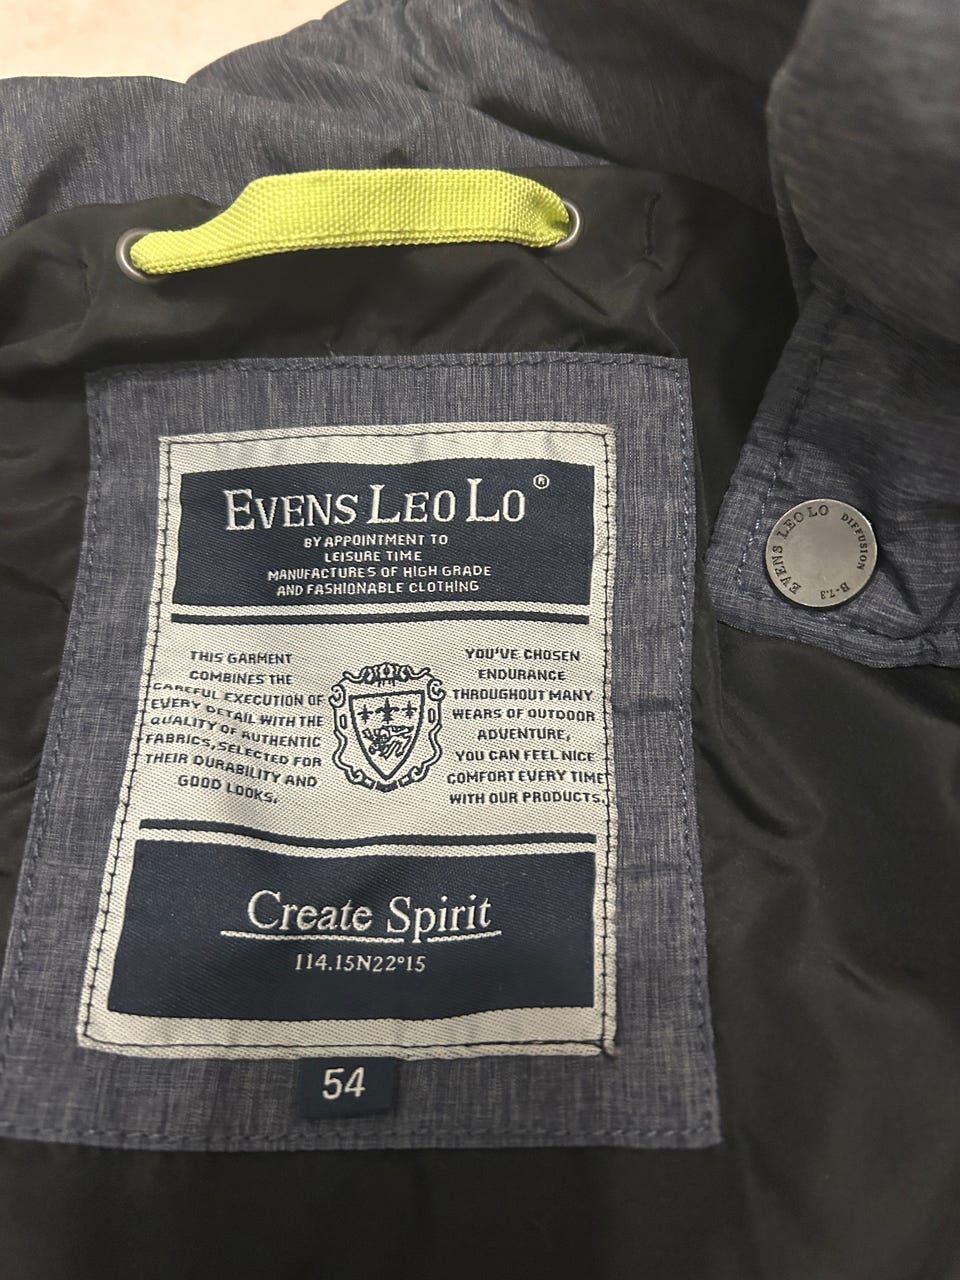 EVENS LEO LO ®
BY APPOINTMENT TO
LEISURE TIME
MANUFACTURES OF HIGH GRADE
AND FASHIONABLE CLOTHING
THIS GARMENT
COMBINES THE
CAREFUL EXECUTION OF
EVERY DETAIL WITH THE
QUALITY OF AUTHENTIC
FABRICS, SELECTED FOR
THEIR DURABILITY AND
GOOD LOOKS.
YOU'VE CHOSEN
ENDURANCE
THROUGHOUT MANY
WEARS OF OUTDOOR
ADVENTURE,
YOU CAN FEEL NICE
COMFORT EVERY TIME
WITH OUR PRODUCTS.
Create Spirit
114.15N22°15
54
EVENS LEO LO DIFFUSION B-7.3